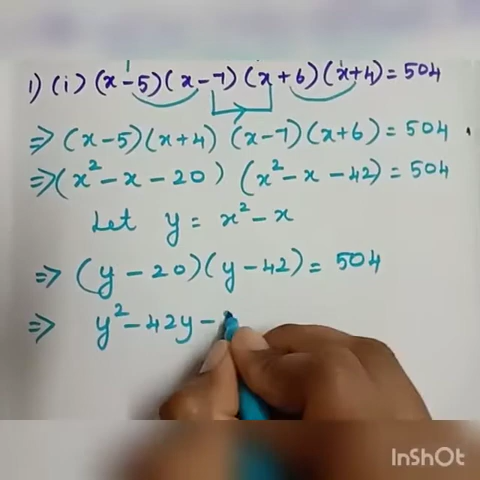 1) (i) (x-5)(x-7)(x+6)(x+4) = 504
⇒ (x-5)(x+4) (x-7)(x+6) = 504
⇒ (x²-x-20) (x²-x-42) = 504
Let y = x²-x
⇒ (y-20)(y-42) = 504
⇒ y²-42y-
InShOt